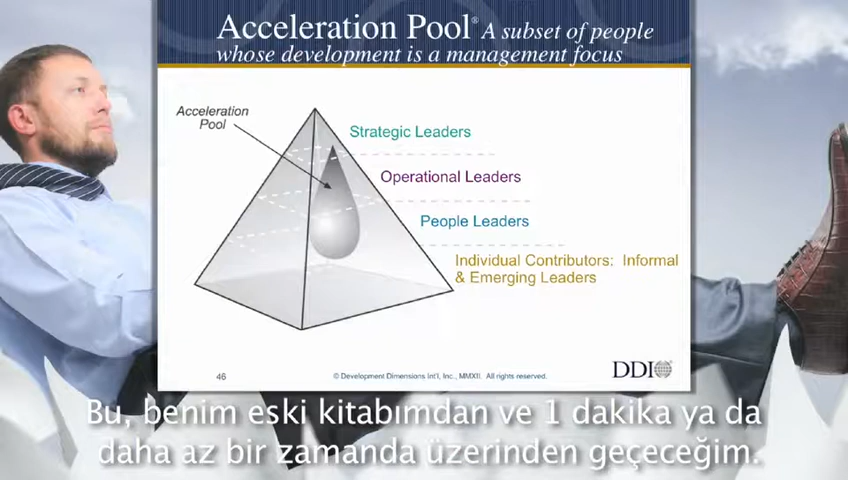 Acceleration Pool® A subset of people
whose development is a management focus
Acceleration
Pool
Strategic Leaders
Operational Leaders
People Leaders
Individual Contributors: Informal
& Emerging Leaders
46
© Development Dimensions Int'l, Inc., MMXII. All rights reserved.
DDI
Bu, benim eski kitabımdan ve 1 dakika ya da
daha az bir zamanda üzerinden geçeceğim.